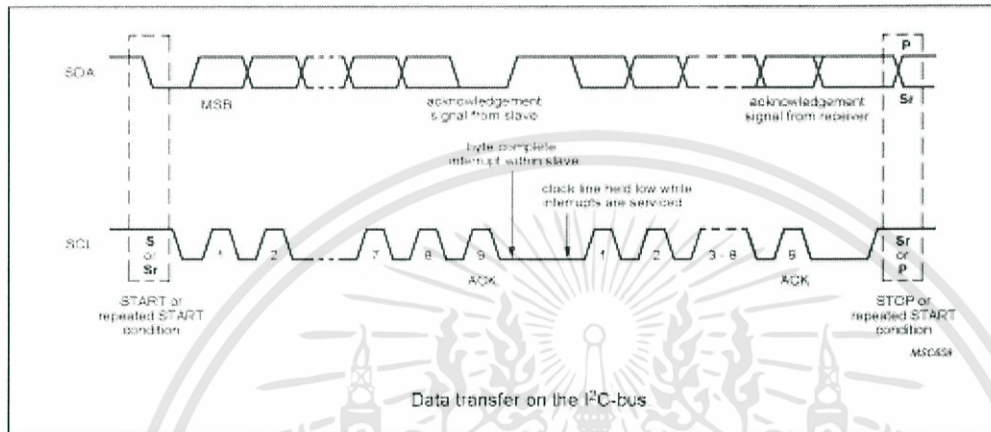 P
SDA
MSB
acknowledgement
signal from slave
acknowledgement
signal from receiver
Sr
byte complete
interrupt within slave
clock line held low while
interrupts are serviced
SCL
S
or
Sr
1
2
7
8
9
1
2
3 - 8
9
Sr
or
P
ACK
ACK
START or
repeated START
condition
STOP or
repeated START
condition
Data transfer on the I²C-bus